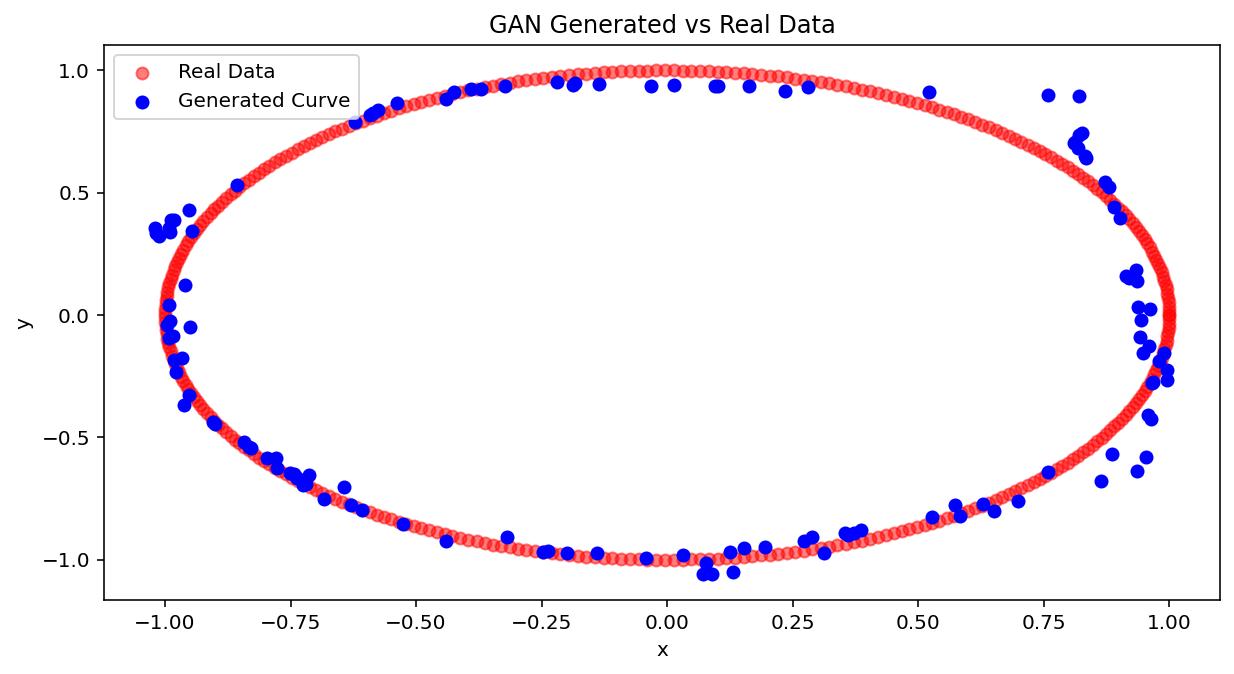 GAN Generated vs Real Data
Real Data
Generated Curve
1.0
0.5
0.0
−0.5
−1.0
y
−1.00 −0.75 −0.50 −0.25 0.00 0.25 0.50 0.75 1.00
x